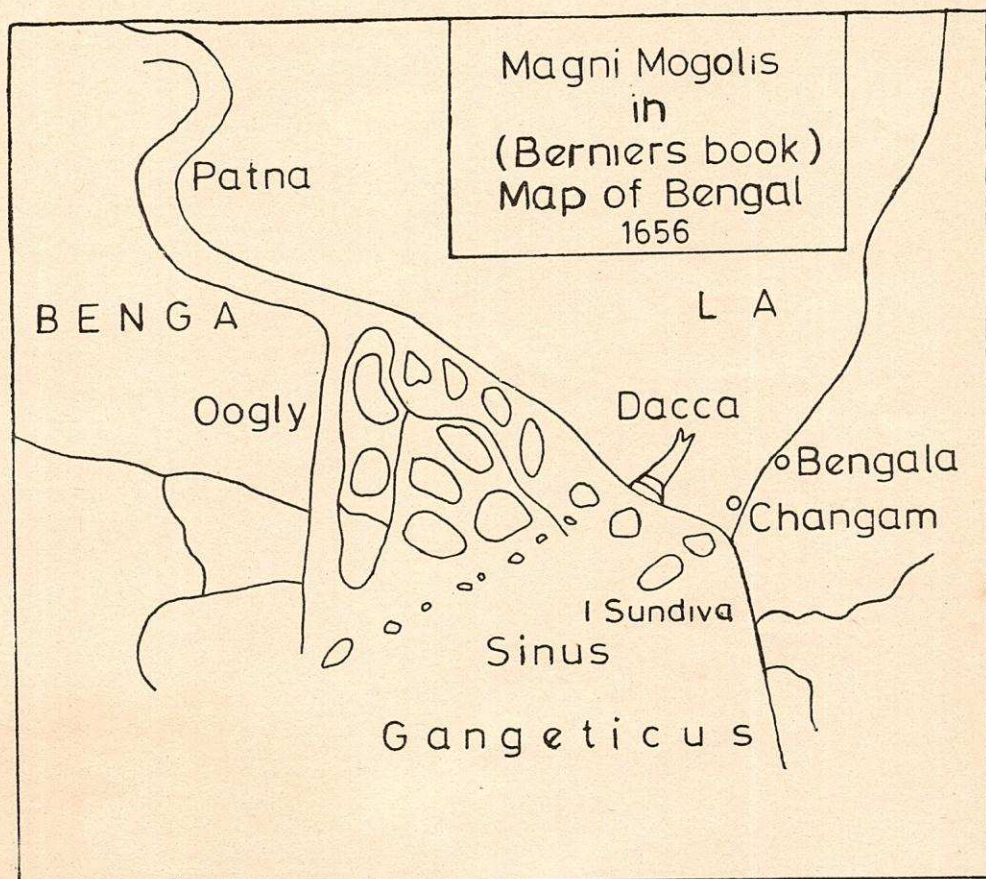 Magni Mogolis
in
(Berniers book)
Map of Bengal
1656
Patna
BENGA
LA
Oogly
Dacca
Bengala
Changam
I Sundiva
Sinus
Gangeticus